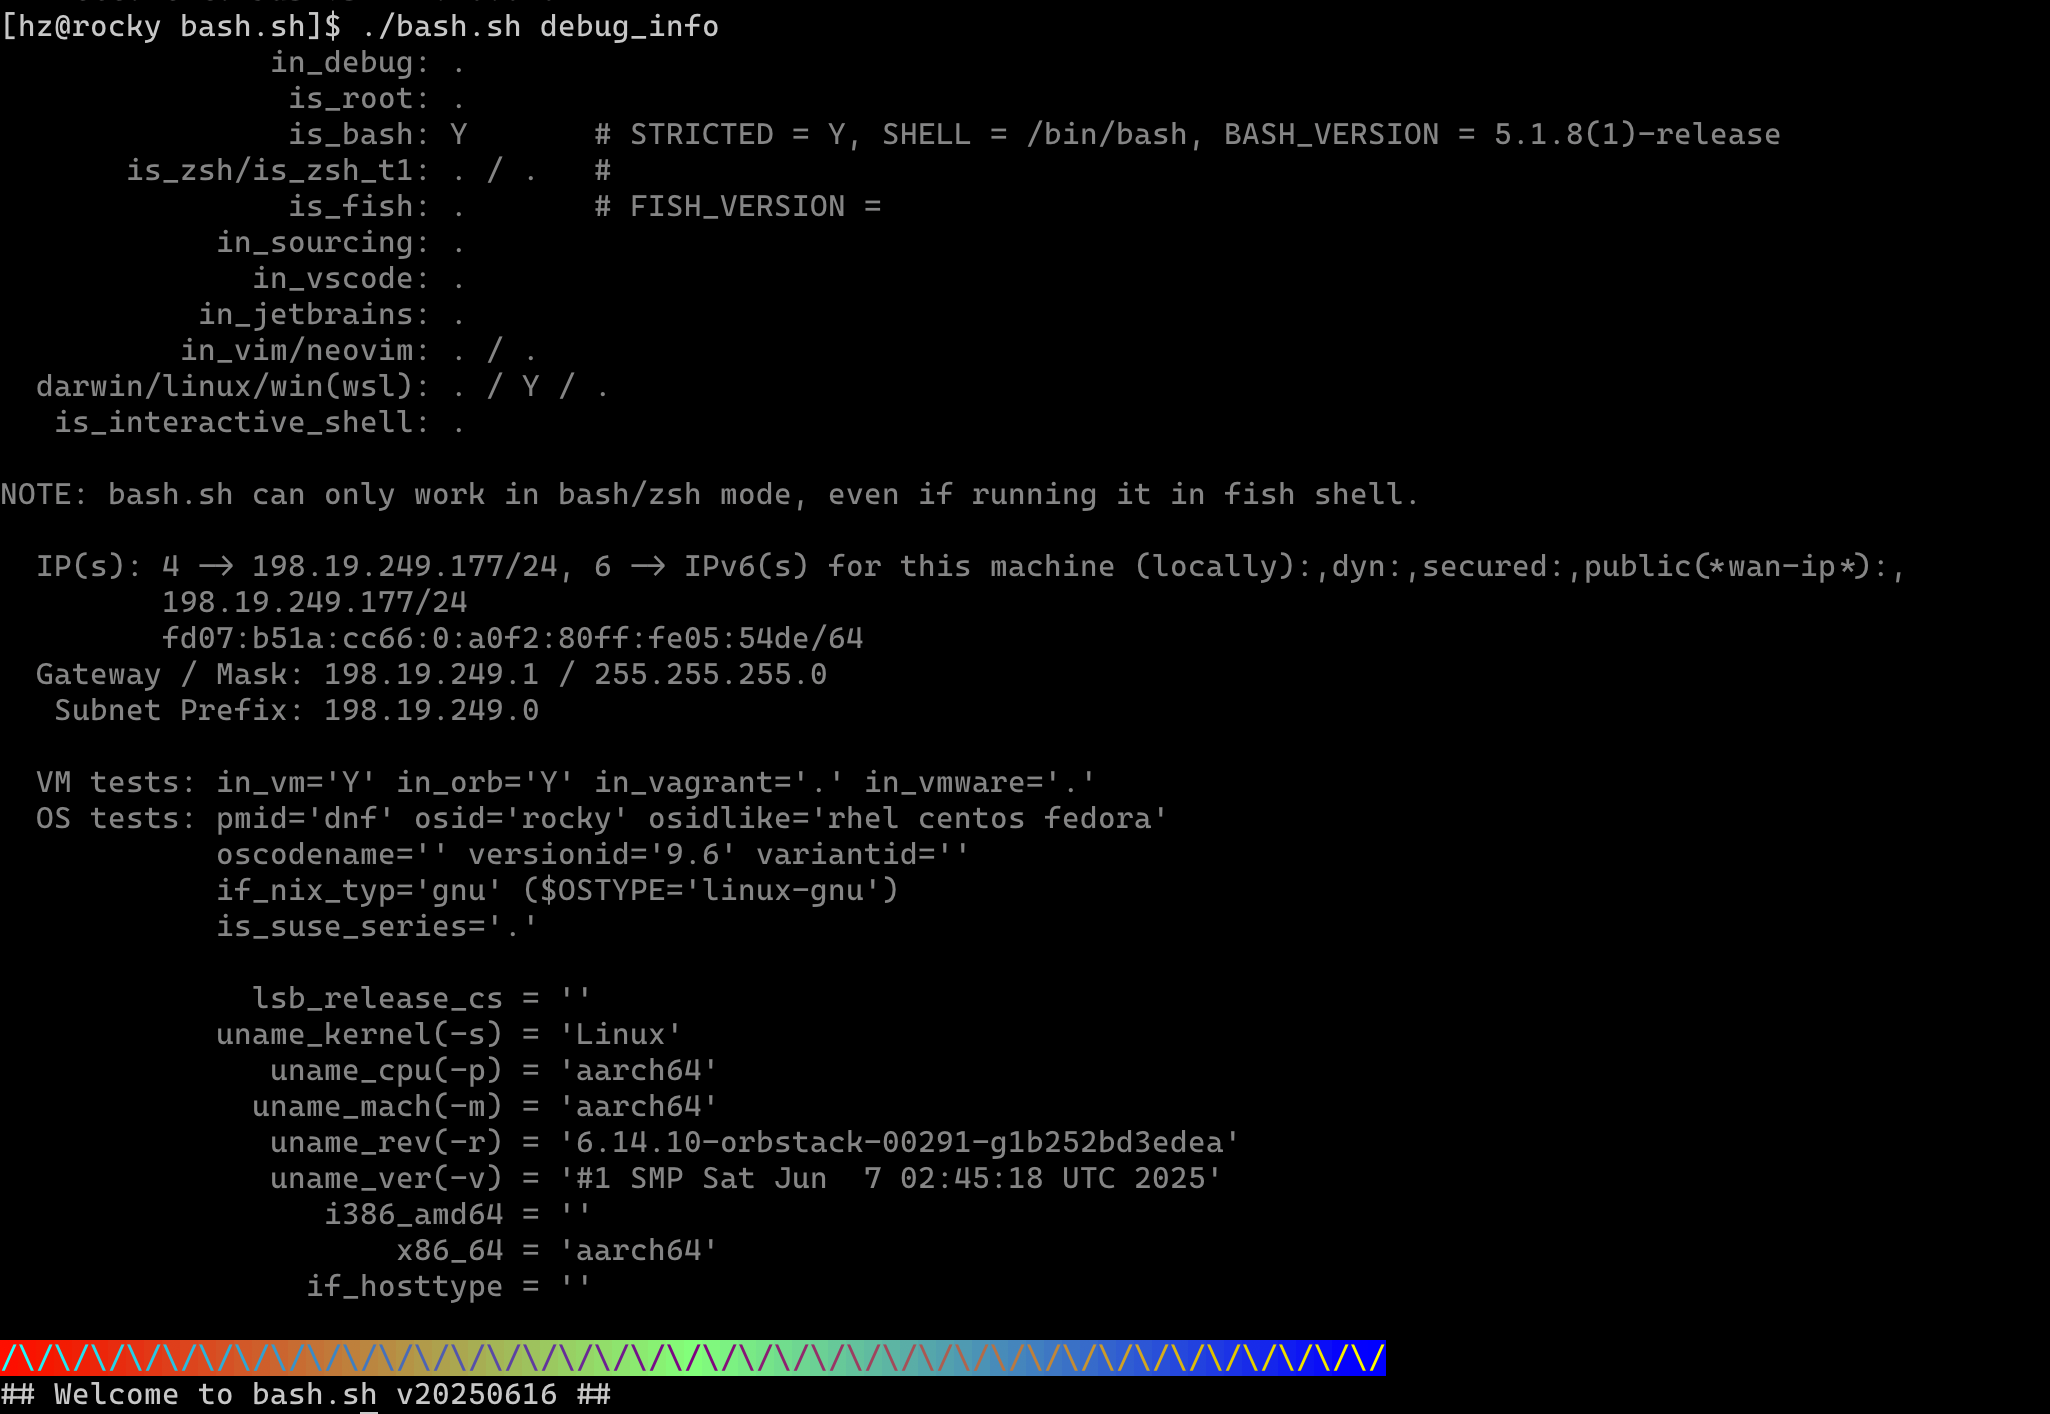 [hz@rocky bash.sh]$ ./bash.sh debug_info
               in_debug: .
                is_root: .
                is_bash: Y       # STRICTED = Y, SHELL = /bin/bash, BASH_VERSION = 5.1.8(1)-release
       is_zsh/is_zsh_t1: . / .   #
                is_fish: .       # FISH_VERSION =
            in_sourcing: .
              in_vscode: .
           in_jetbrains: .
          in_vim/neovim: . / .
  darwin/linux/win(wsl): . / Y / .
   is_interactive_shell: .

NOTE: bash.sh can only work in bash/zsh mode, even if running it in fish shell.

  IP(s): 4 -> 198.19.249.177/24, 6 -> IPv6(s) for this machine (locally):,dyn:,secured:,public(*wan-ip*):,
         198.19.249.177/24
         fd07:b51a:cc66:0:a0f2:80ff:fe05:54de/64
  Gateway / Mask: 198.19.249.1 / 255.255.255.0
   Subnet Prefix: 198.19.249.0

  VM tests: in_vm='Y' in_orb='Y' in_vagrant='.' in_vmware='.'
  OS tests: pmid='dnf' osid='rocky' osidlike='rhel centos fedora'
            oscodename='' versionid='9.6' variantid=''
            if_nix_typ='gnu' ($OSTYPE='linux-gnu')
            is_suse_series='.'

              lsb_release_cs = ''
            uname_kernel(-s) = 'Linux'
               uname_cpu(-p) = 'aarch64'
              uname_mach(-m) = 'aarch64'
               uname_rev(-r) = '6.14.10-orbstack-00291-g1b252bd3edea'
               uname_ver(-v) = '#1 SMP Sat Jun  7 02:45:18 UTC 2025'
                  i386_amd64 = ''
                      x86_64 = 'aarch64'
                 if_hosttype = ''

/\/\/\/\/\/\/\/\/\/\/\/\/\/\/\/\/\/\/\/\/\/\/\/\/\/\/\/\/\/\/\/\/\/\/\/\/\/\/
## Welcome to bash.sh v20250616 ##